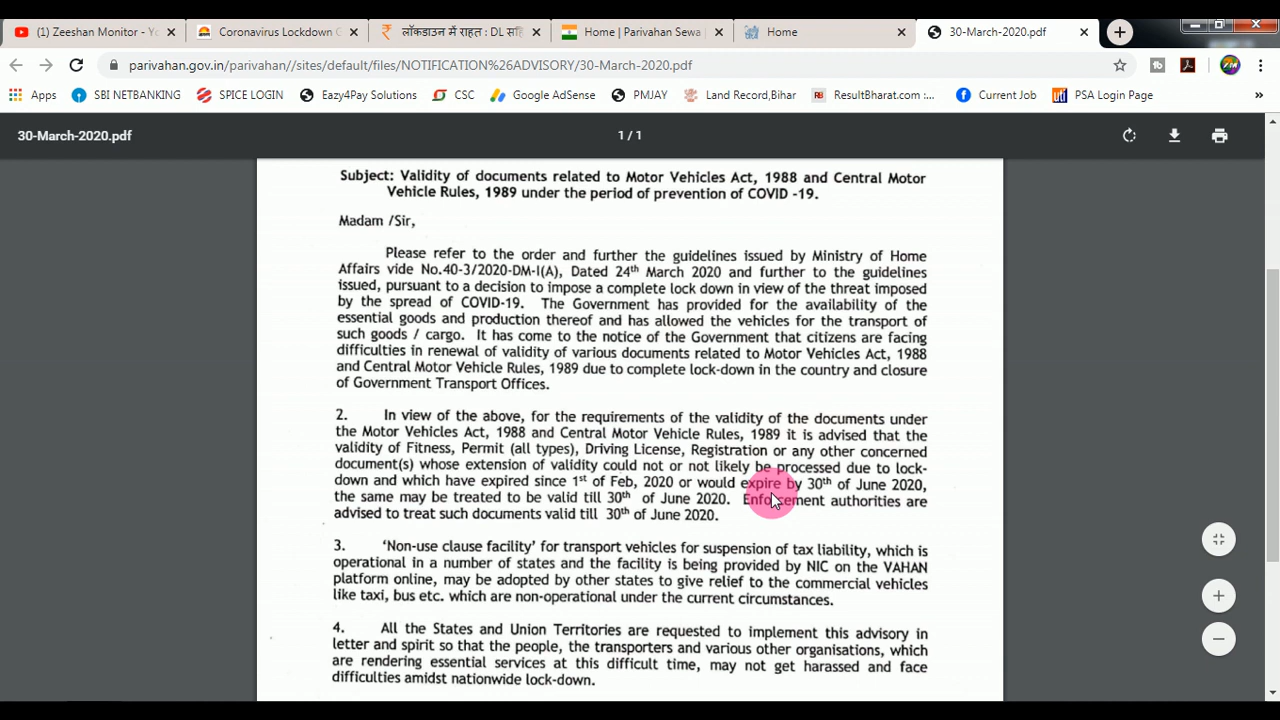 (1) Zeeshan Monitor - Yo
Coronavirus Lockdown
लॉकडाउन में राहत : DL सहि
Home | Parivahan Sewa |
Home
30-March-2020.pdf
parivahan.gov.in/parivahan//sites/default/files/NOTIFICATION%26ADVISORY/30-March-2020.pdf
Apps
SBI NETBANKING
SPICE LOGIN
Eazy4Pay Solutions
CSC
Google AdSense
PMJAY
Land Record,Bihar
ResultBharat.com :...
Current Job
PSA Login Page
»
30-March-2020.pdf
1 / 1
Subject: Validity of documents related to Motor Vehicles Act, 1988 and Central Motor
Vehicle Rules, 1989 under the period of prevention of COVID -19.
Madam /Sir,
Please refer to the order and further the guidelines issued by Ministry of Home
Affairs vide No.40-3/2020-DM-I(A), Dated 24th March 2020 and further to the guidelines
issued, pursuant to a decision to impose a complete lock down in view of the threat imposed
by the spread of COVID-19. The Government has provided for the availability of the
essential goods and production thereof and has allowed the vehicles for the transport of
such goods / cargo. It has come to the notice of the Government that citizens are facing
difficulties in renewal of validity of various documents related to Motor Vehicles Act, 1988
and Central Motor Vehicle Rules, 1989 due to complete lock-down in the country and closure
of Government Transport Offices.
2. In view of the above, for the requirements of the validity of the documents under
the Motor Vehicles Act, 1988 and Central Motor Vehicle Rules, 1989 it is advised that the
validity of Fitness, Permit (all types), Driving License, Registration or any other concerned
document(s) whose extension of validity could not or not likely be processed due to lock-
down and which have expired since 1st of Feb, 2020 or would expire by 30th of June 2020,
the same may be treated to be valid till 30th of June 2020. Enforcement authorities are
advised to treat such documents valid till 30th of June 2020.
3. 'Non-use clause facility' for transport vehicles for suspension of tax liability, which is
operational in a number of states and the facility is being provided by NIC on the VAHAN
platform online, may be adopted by other states to give relief to the commercial vehicles
like taxi, bus etc. which are non-operational under the current circumstances.
4. All the States and Union Territories are requested to implement this advisory in
letter and spirit so that the people, the transporters and various other organisations, which
are rendering essential services at this difficult time, may not get harassed and face
difficulties amidst nationwide lock-down.